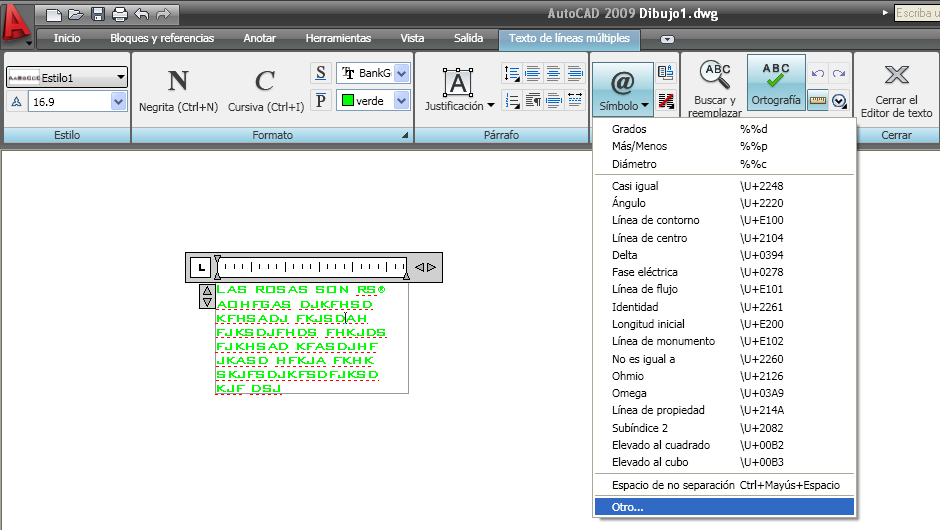 AutoCAD 2009 Dibujo1.dwg
Escriba u
Inicio Bloques y referencias Anotar Herramientas Vista Salida Texto de líneas múltiples
Estilo1
16.9
Estilo
N
Negrita (Ctrl+N)
C
Cursiva (Ctrl+I)
S
P
BankG
verde
Formato
A
Justificación
Párrafo
@
Símbolo
ABC
Buscar y
reemplazar
ABC
Ortografía
Cerrar el
Editor de texto
Cerrar
Grados %%d
Más/Menos %%p
Diámetro %%c
Casi igual \U+2248
Ángulo \U+2220
Línea de contorno \U+E100
Línea de centro \U+2104
Delta \U+0394
Fase eléctrica \U+0278
Línea de flujo \U+E101
Identidad \U+2261
Longitud inicial \U+E200
Línea de monumento \U+E102
No es igual a \U+2260
Ohmio \U+2126
Omega \U+03A9
Línea de propiedad \U+214A
Subíndice 2 \U+2082
Elevado al cuadrado \U+00B2
Elevado al cubo \U+00B3
Espacio de no separación Ctrl+Mayús+Espacio
Otro...
L
LAS ROSAS SON RS®
DJKFHSD
KFHSADJ FKJSDAH
FJKSDJFHDS FHKJDS
FJKHSAD KFASDJHF
JKASD HFKJA FKHK
SKJFSDJKFSDFJKSD
KJF DSJ